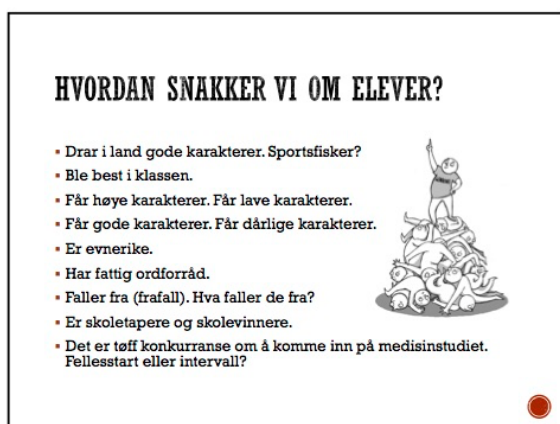 HVORDAN SNAKKER VI OM ELEVER?
Drar i land gode karakterer. Sportsfisker?
Ble best i klassen.
Får høye karakterer. Får lave karakterer.
Får gode karakterer. Får dårlige karakterer.
Er evnerike.
Har fattig ordforråd.
Faller fra (frafall). Hva faller de fra?
Er skoletapere og skolevinnere.
Det er tøff konkurranse om å komme inn på medisinstudiet.
Fellesstart eller intervall?